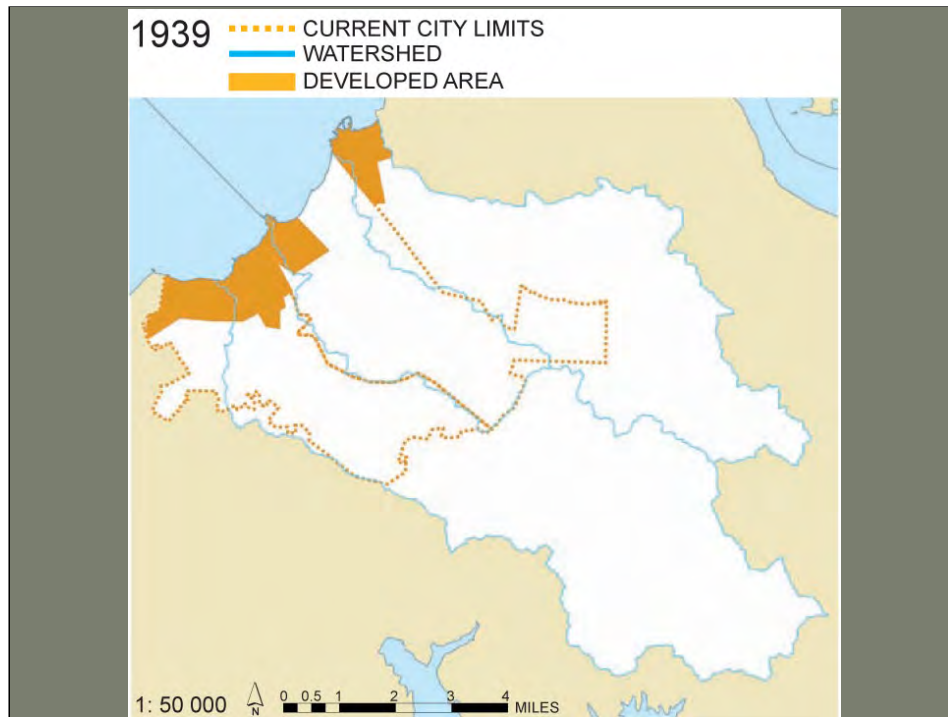 1939
CURRENT CITY LIMITS
WATERSHED
DEVELOPED AREA
1: 50 000
N
0 0.5 1 2 3 4
MILES